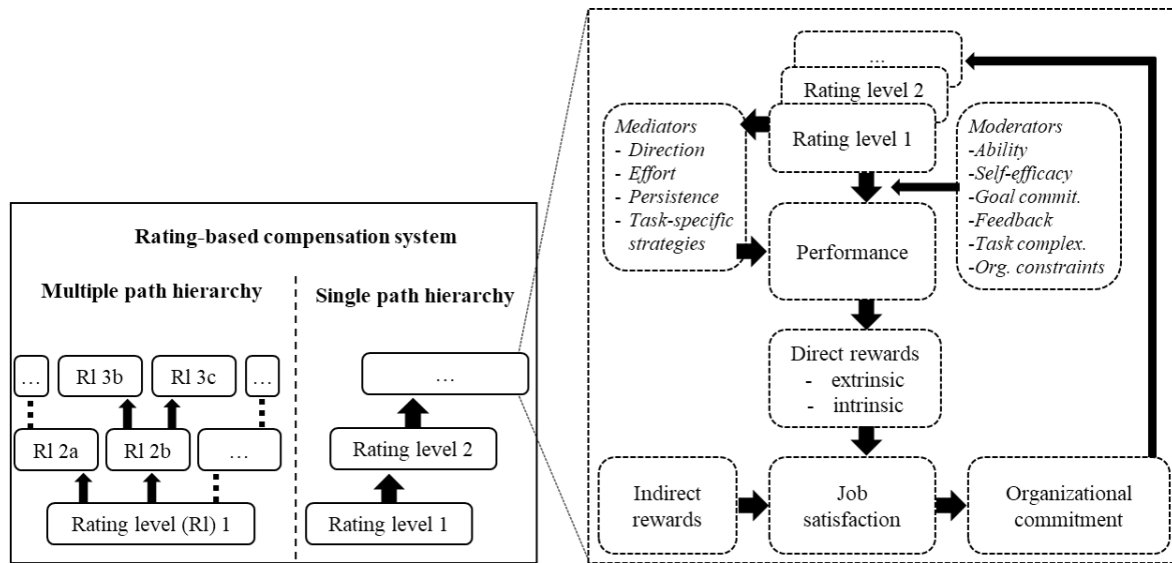 Rating-based compensation system
Multiple path hierarchy
Single path hierarchy
…
Rl 3b
Rl 3c
…
…
Rl 2a
Rl 2b
…
Rating level 2
Rating level (Rl) 1
Rating level 1
…
Rating level 2
Rating level 1
Mediators
- Direction
- Effort
- Persistence
- Task-specific
strategies
Moderators
-Ability
-Self-efficacy
-Goal commit.
-Feedback
-Task complex.
-Org. constraints
Performance
Direct rewards
- extrinsic
- intrinsic
Indirect
rewards
Job
satisfaction
Organizational
commitment